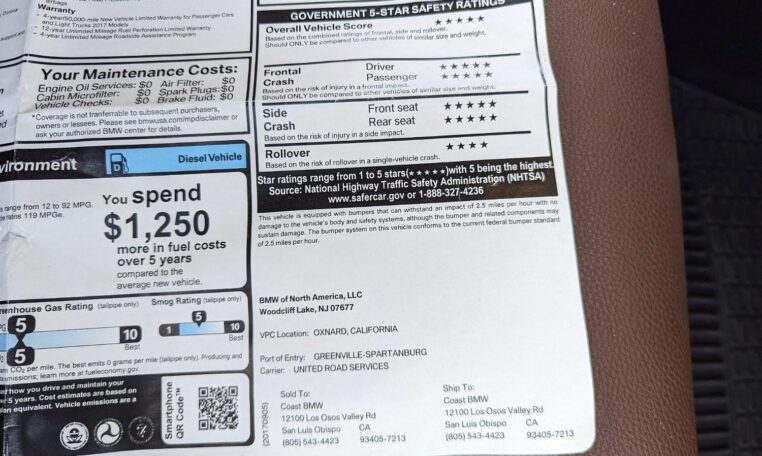 Warranty
- 4-year/50,000-mile New Vehicle Limited Warranty for Passenger Cars
and Light Trucks 2017 Models
- 12-year Unlimited Mileage Rust Perforation Limited Warranty
- 4-year Unlimited Mileage Roadside Assistance Program
Your Maintenance Costs:
Engine Oil Services: $0 Air Filter: $0
Cabin Microfilter: $0 Spark Plugs: $0
Vehicle Checks: $0 Brake Fluid: $0
*Coverage is not tranferrable to subsequent purchasers,
owners or lessees. Please see bmwusa.com/mpdisclaimer or
ask your authorized BMW center for details.
vironment
D
Diesel Vehicle
range from 12 to 92 MPG.
rates 119 MPGe.
You spend
$1,250
more in fuel costs
over 5 years
compared to the
average new vehicle.
enhouse Gas Rating (tailpipe only)
5
10
Best
5
Smog Rating (tailpipe only)
5
1
10
Best
CO₂ per mile. The best emits 0 grams per mile (tailpipe only). Producing and
emissions; learn more at fueleconomy.gov.
how you drive and maintain your
5 years. Cost estimates are based on
on equivalent. Vehicle emissions are a
Smartphone
QR Code™
GOVERNMENT 5-STAR SAFETY RATINGS
Overall Vehicle Score ★★★★★
Based on the combined ratings of frontal, side and rollover.
Should ONLY be compared to other vehicles of similar size and weight.
Frontal Driver ★★★★★
Crash Passenger ★★★★★
Based on the risk of injury in a frontal impact.
Should ONLY be compared to other vehicles of similar size and weight.
Side Front seat ★★★★★
Crash Rear seat ★★★★★
Based on the risk of injury in a side impact.
Rollover ★★★★
Based on the risk of rollover in a single-vehicle crash.
Star ratings range from 1 to 5 stars(★★★★★)with 5 being the highest.
Source: National Highway Traffic Safety Administration (NHTSA)
www.safercar.gov or 1-888-327-4236
This vehicle is equipped with bumpers that can withstand an impact of 2.5 miles per hour with no
damage to the vehicle's body and safety systems, although the bumper and related components may
sustain damage. The bumper system on this vehicle conforms to the current federal bumper standard
of 2.5 miles per hour.
BMW of North America, LLC
Woodcliff Lake, NJ 07677
VPC Location: OXNARD, CALIFORNIA
Port of Entry: GREENVILLE-SPARTANBURG
Carrier: UNITED ROAD SERVICES
(20170905)
Sold To:
Coast BMW
12100 Los Osos Valley Rd
San Luis Obispo CA
(805) 543-4423 93405-7213
Ship To:
Coast BMW
12100 Los Osos Valley Rd
San Luis Obispo CA
(805) 543-4423 93405-7213